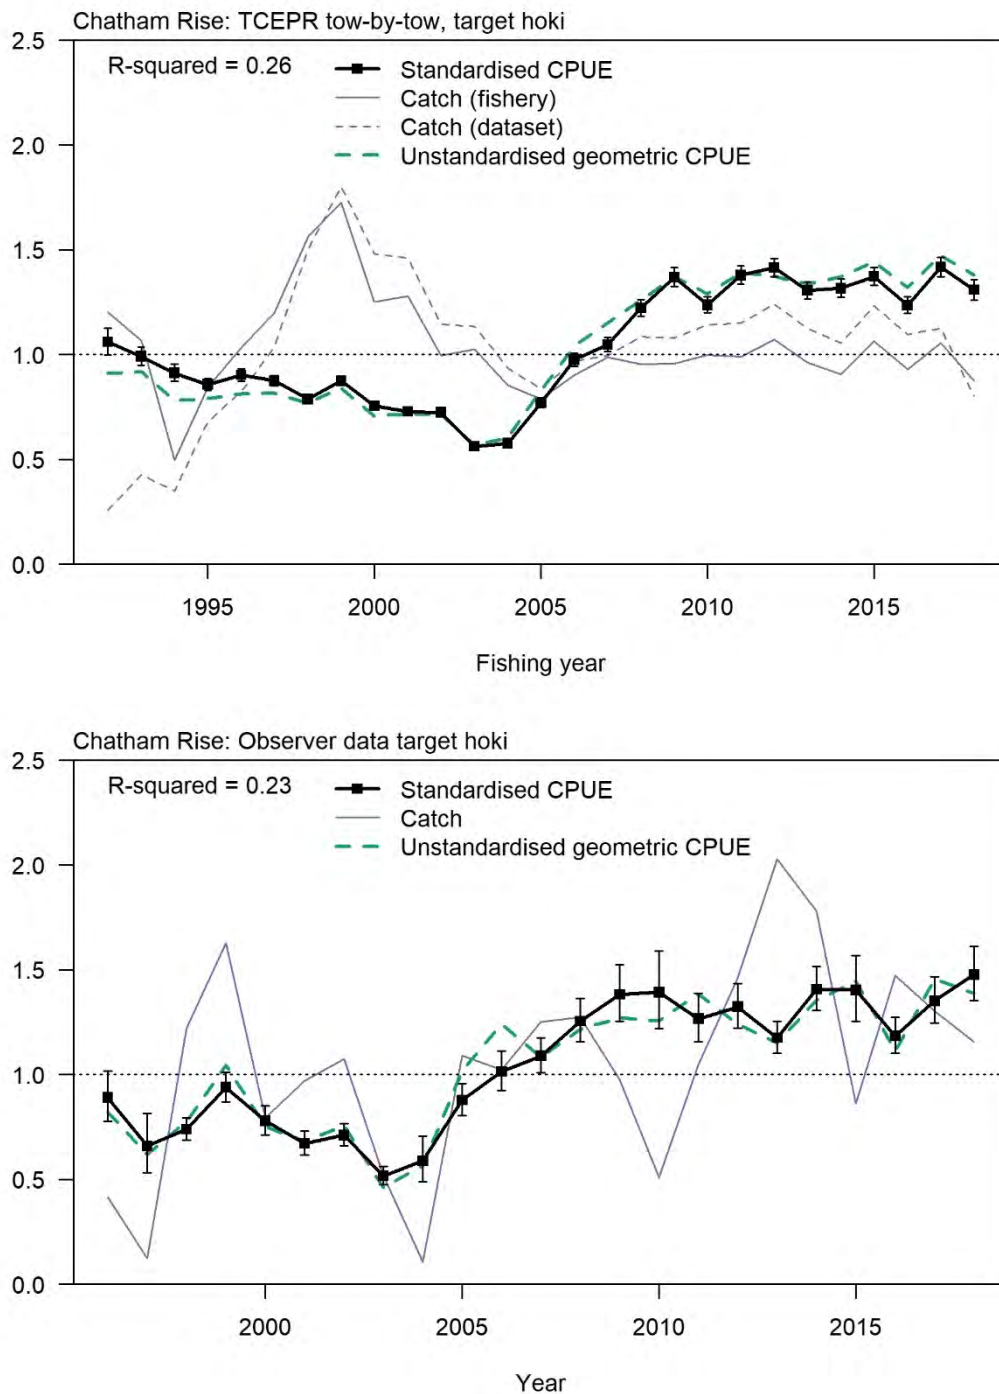 Chatham Rise: TCEPR tow-by-tow, target hoki
2.5
R-squared = 0.26
Standardised CPUE
Catch (fishery)
Catch (dataset)
Unstandardised geometric CPUE
2.0
1.5
1.0
0.5
0.0
1995 2000 2005 2010 2015
Fishing year
Chatham Rise: Observer data target hoki
2.5
R-squared = 0.23
Standardised CPUE
Catch
Unstandardised geometric CPUE
2.0
1.5
1.0
0.5
0.0
2000 2005 2010 2015
Year